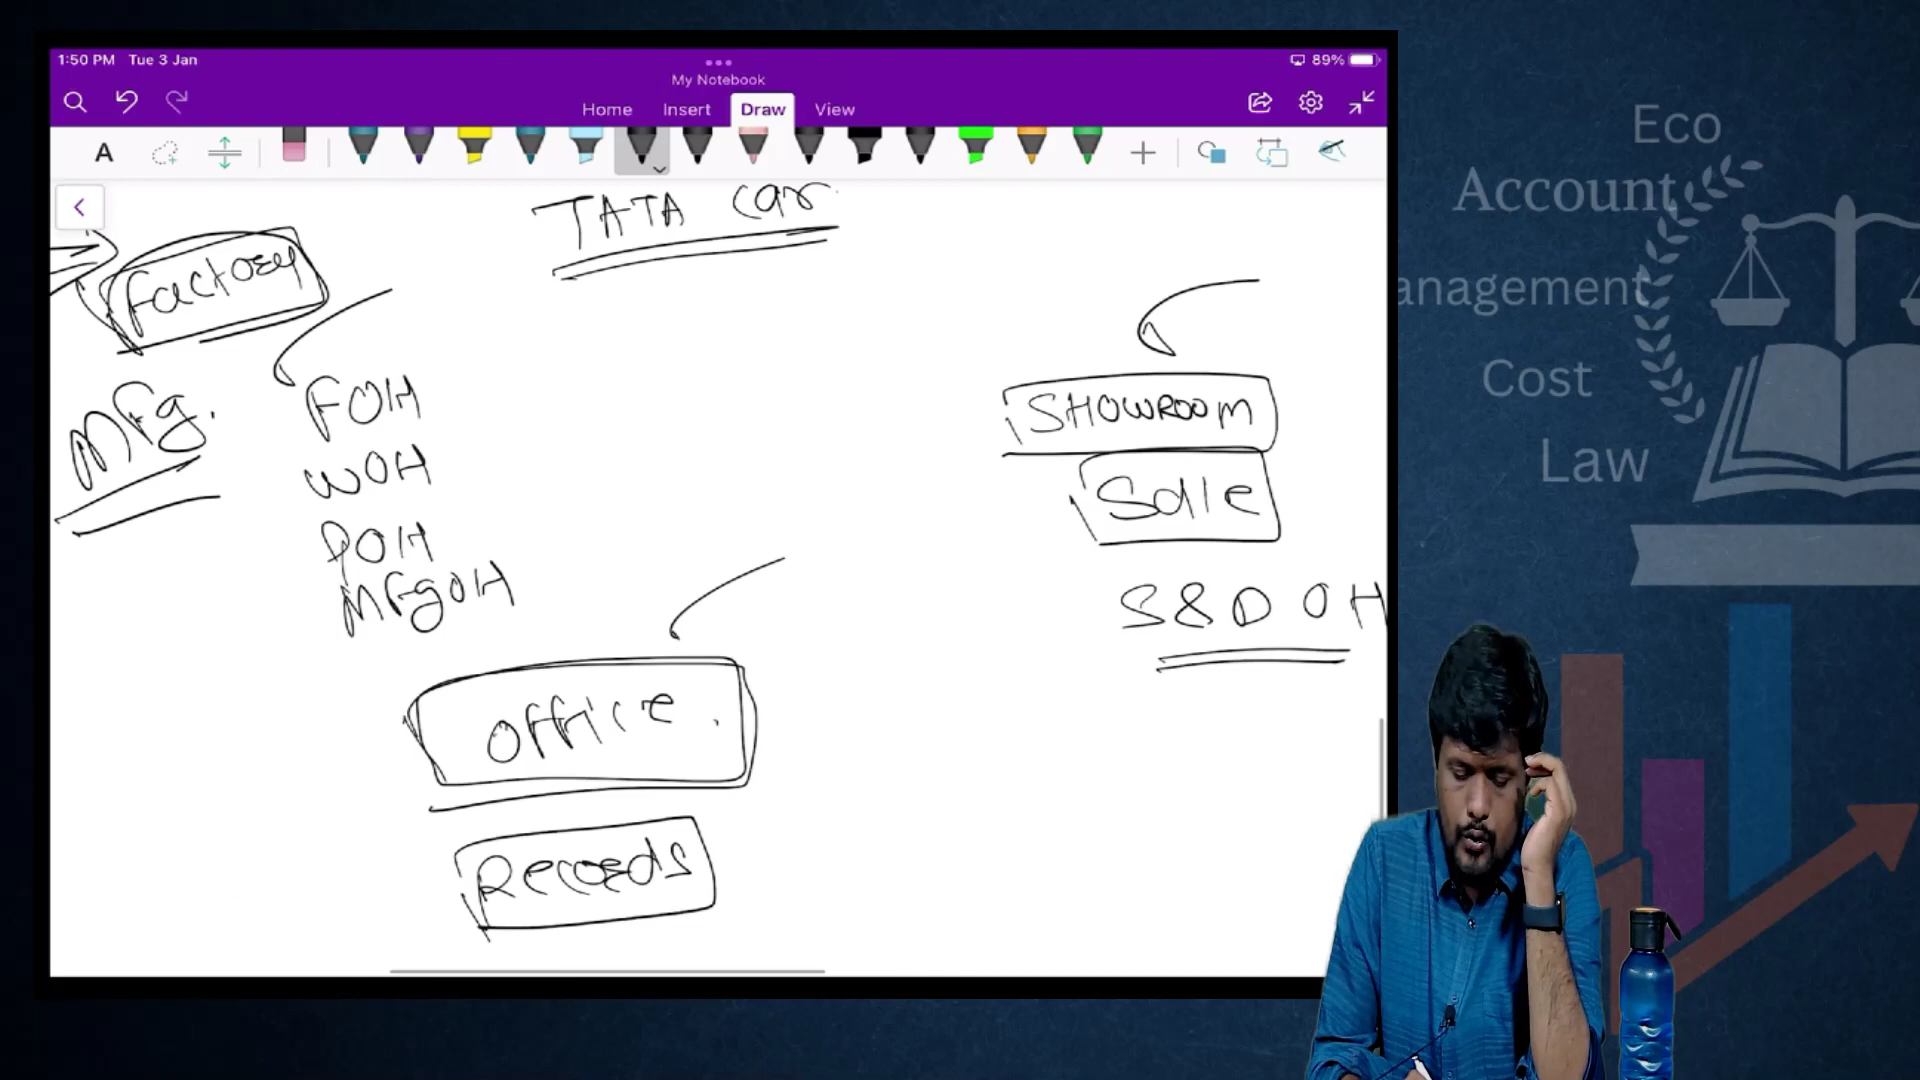 1:50 PM Tue 3 Jan
89%
My Notebook
Home Insert Draw View
A
TATA car.
Factory
Mfg.
FOH
WOH
POH
MfgOH
SHOWROOM
Sale
S&D OH
Office.
Records
Eco
Account
anagement
Cost
Law